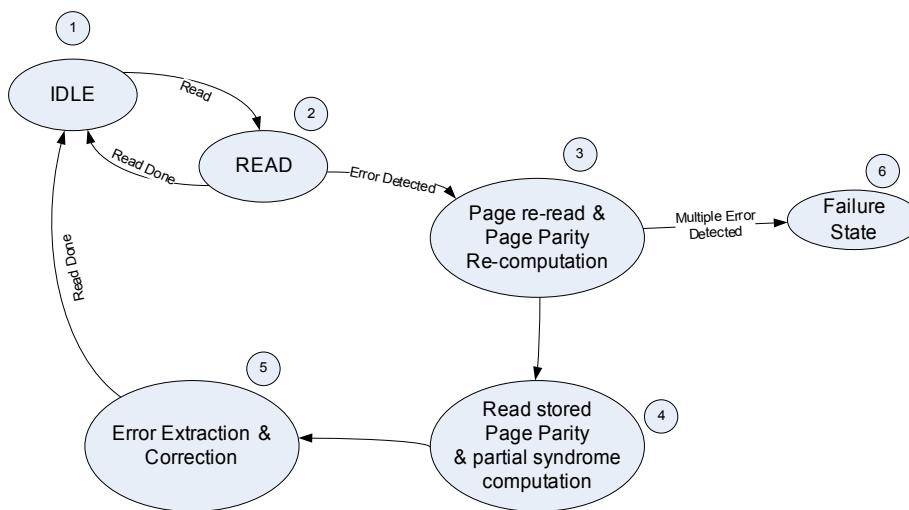 1
IDLE
Read
2
READ
Read Done
Error Detected
3
Page re-read &
Page Parity
Re-computation
Multiple Error
Detected
6
Failure
State
Read Done
5
Error Extraction &
Correction
4
Read stored
Page Parity
& partial syndrome
computation